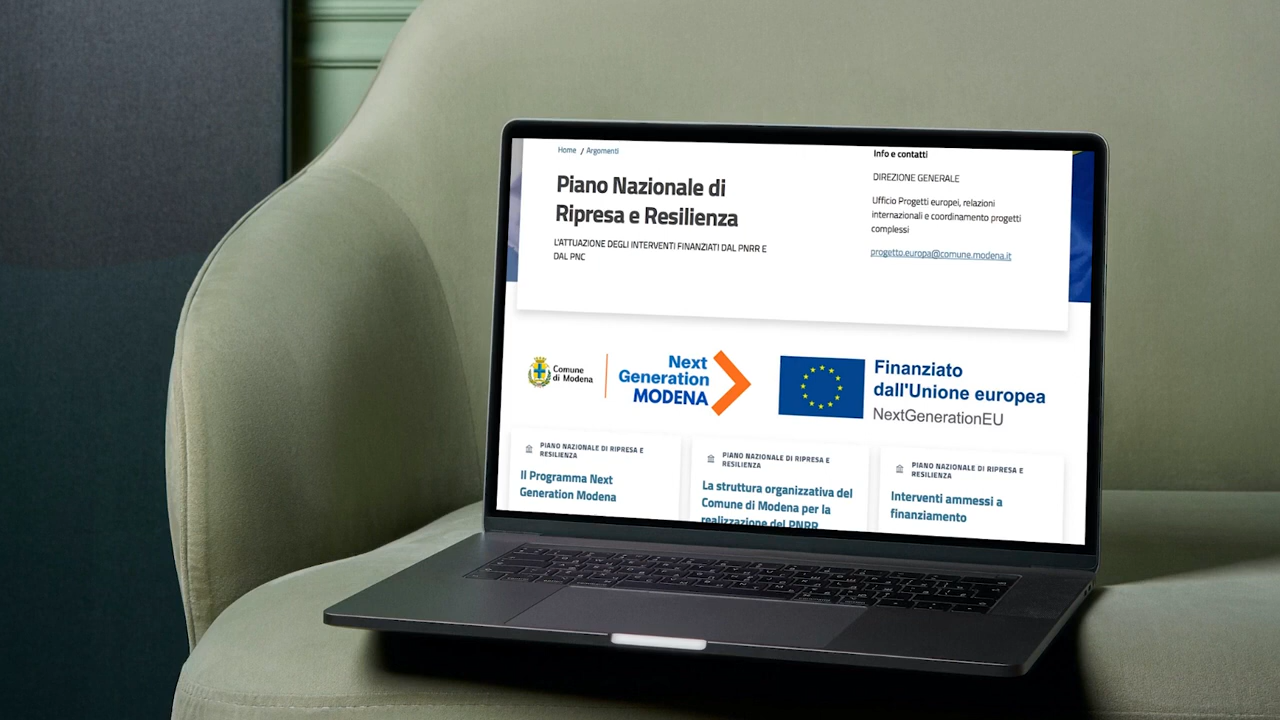 Home / Argomenti
Piano Nazionale di
Ripresa e Resilienza
L'ATTUAZIONE DEGLI INTERVENTI FINANZIATI DAL PNRR E
DAL PNC
Info e contatti
DIREZIONE GENERALE
Ufficio Progetti europei, relazioni
internazionali e coordinamento progetti
complessi
progetto.europa@comune.modena.it
Comune
di Modena
Next
Generation
MODENA
Finanziato
dall'Unione europea
NextGenerationEU
PIANO NAZIONALE DI RIPRESA E
RESILIENZA
Il Programma Next
Generation Modena
PIANO NAZIONALE DI RIPRESA E
RESILIENZA
La struttura organizzativa del
Comune di Modena per la
realizzazione del PNRR
PIANO NAZIONALE DI RIPRESA E
RESILIENZA
Interventi ammessi a
finanziamento